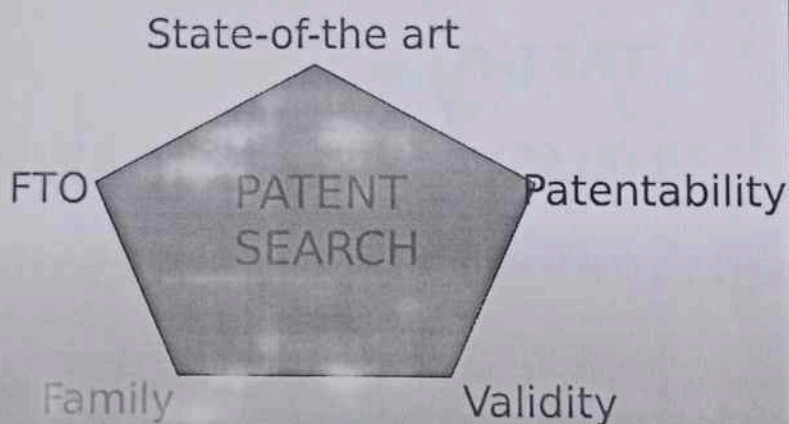 State-of-the art
FTO
Patentability
PATENT
SEARCH
Family
Validity